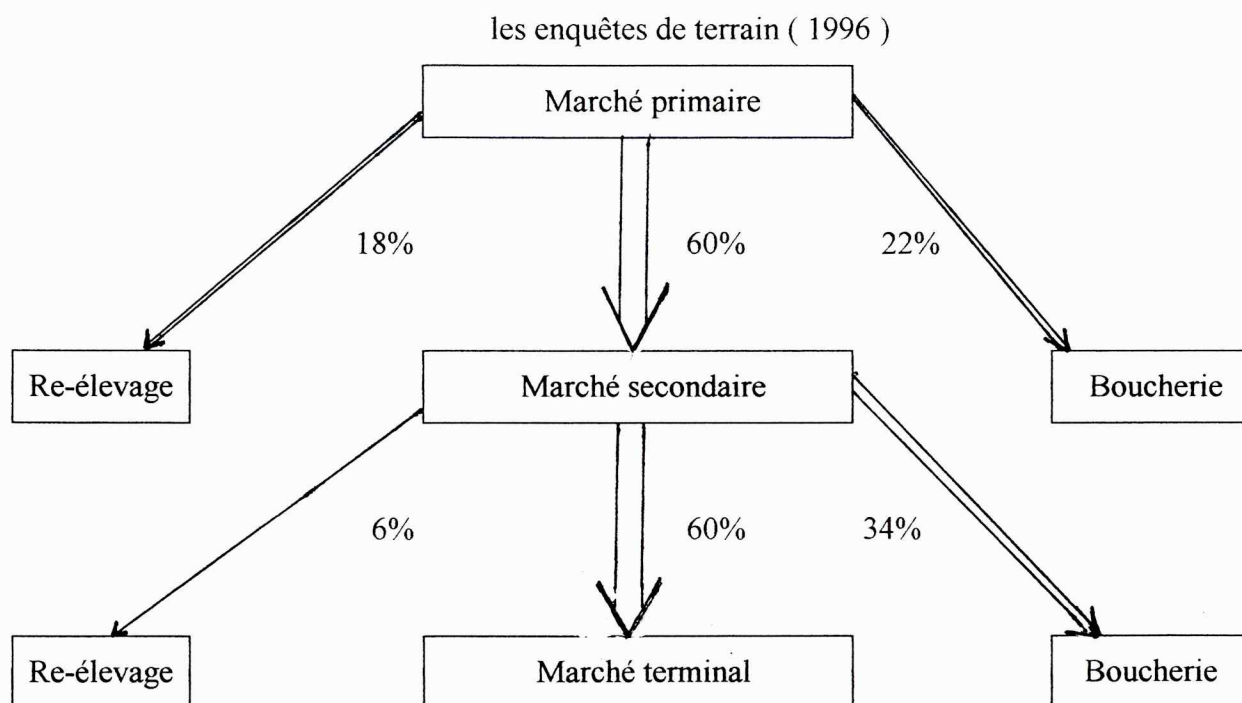 les enquêtes de terrain ( 1996 )
Marché primaire
18%
60%
22%
Re-élevage
Marché secondaire
Boucherie
6%
60%
34%
Re-élevage
Marché terminal
Boucherie